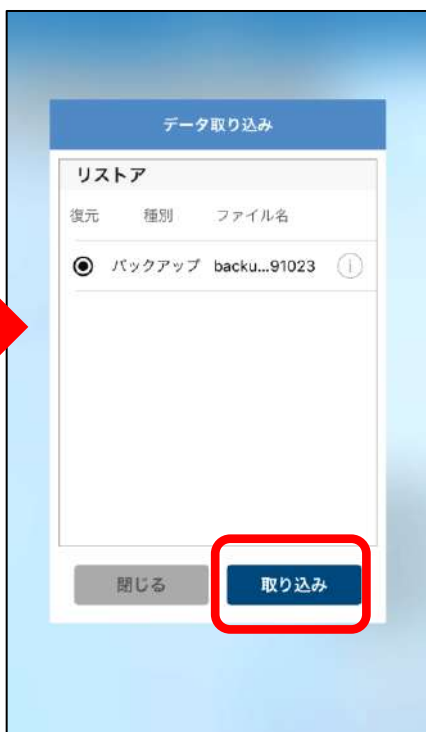 データ取り込み
リストア
復元 種別 ファイル名
バックアップ backu...91023 i
閉じる 取り込み